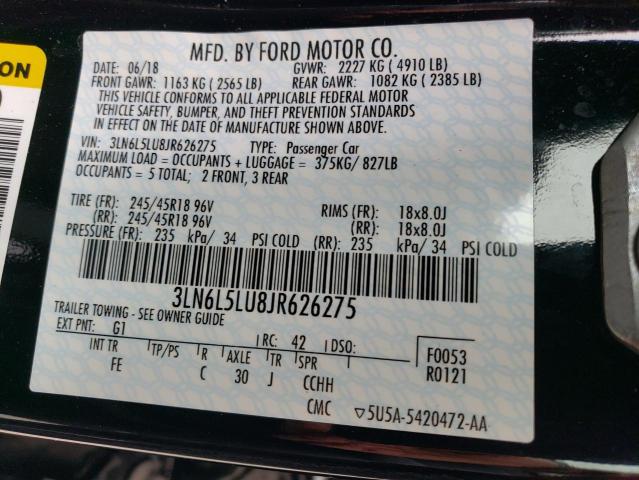 ON
MFD. BY FORD MOTOR CO.
DATE: 06/18 GVWR: 2227 KG ( 4910 LB)
FRONT GAWR: 1163 KG ( 2565 LB) REAR GAWR: 1082 KG ( 2385 LB)
THIS VEHICLE CONFORMS TO ALL APPLICABLE FEDERAL MOTOR
VEHICLE SAFETY, BUMPER, AND THEFT PREVENTION STANDARDS
IN EFFECT ON THE DATE OF MANUFACTURE SHOWN ABOVE.
VIN: 3LN6L5LU8JR626275 TYPE: Passenger Car
MAXIMUM LOAD = OCCUPANTS + LUGGAGE = 375KG/ 827LB
OCCUPANTS = 5 TOTAL; 2 FRONT, 3 REAR
TIRE (FR): 245/45R18 96V RIMS (FR): 18x8.0J
(RR): 245/45R18 96V (RR): 18x8.0J
PRESSURE (FR): 235 kPa/ 34 PSI COLD (RR): 235 kPa/ 34 PSI COLD
3LN6L5LU8JR626275
TRAILER TOWING - SEE OWNER GUIDE
EXT PNT: G1 RC: 42 DSO: F0053
INT TR TP/PS R AXLE TR SPR R0121
FE C 30 J CCHH
CMC ▽5U5A-5420472-AA